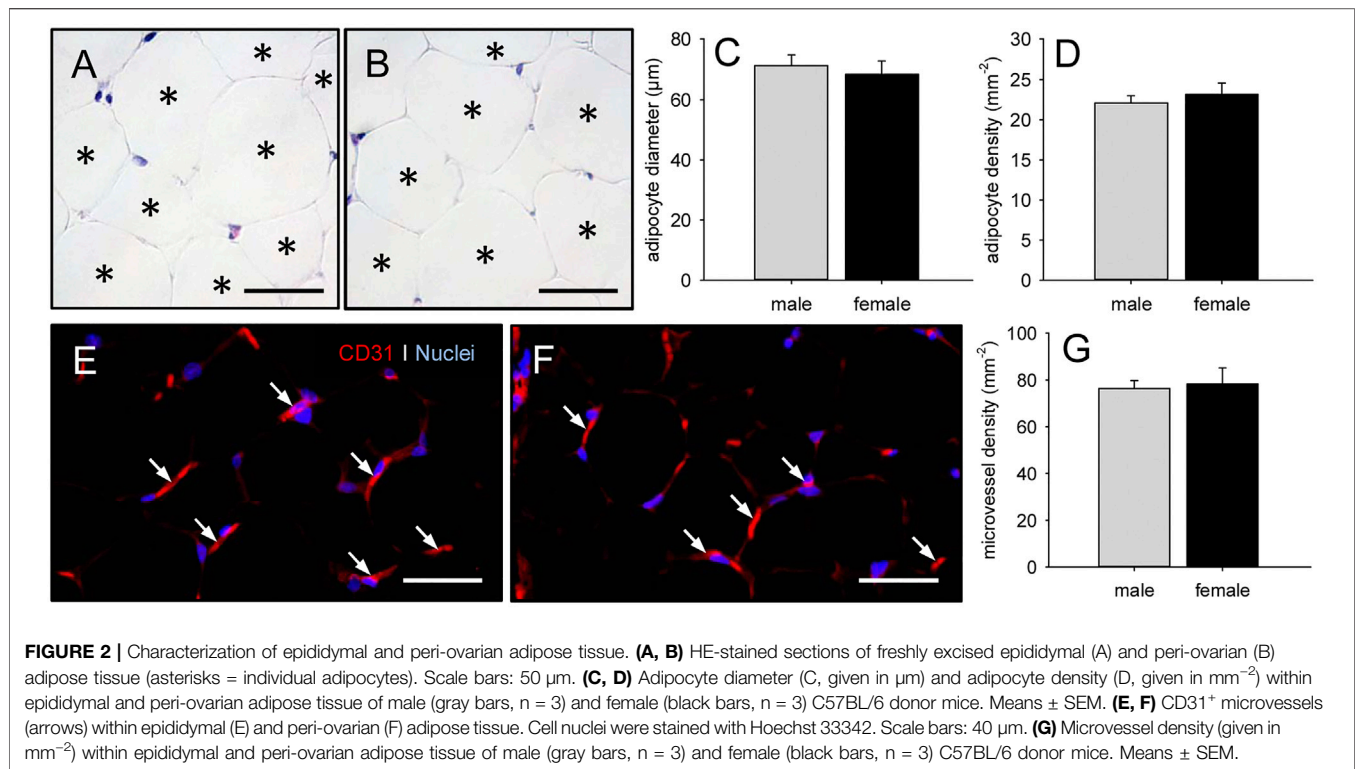 A
B
* * * * * * * * * *
* * * * * * * *
C
adipocyte diameter (µm)
80
60
40
20
0
male female
D
adipocyte density (mm⁻²)
30
25
20
15
10
5
0
male female
E
CD31 I Nuclei
F
G
microvessel density (mm⁻²)
100
80
60
40
20
0
male female
FIGURE 2 | Characterization of epididymal and peri-ovarian adipose tissue. (A, B) HE-stained sections of freshly excised epididymal (A) and peri-ovarian (B)
adipose tissue (asterisks = individual adipocytes). Scale bars: 50 µm. (C, D) Adipocyte diameter (C, given in µm) and adipocyte density (D, given in mm⁻²) within
epididymal and peri-ovarian adipose tissue of male (gray bars, n = 3) and female (black bars, n = 3) C57BL/6 donor mice. Means ± SEM. (E, F) CD31⁺ microvessels
(arrows) within epididymal (E) and peri-ovarian (F) adipose tissue. Cell nuclei were stained with Hoechst 33342. Scale bars: 40 µm. (G) Microvessel density (given in
mm⁻²) within epididymal and peri-ovarian adipose tissue of male (gray bars, n = 3) and female (black bars, n = 3) C57BL/6 donor mice. Means ± SEM.